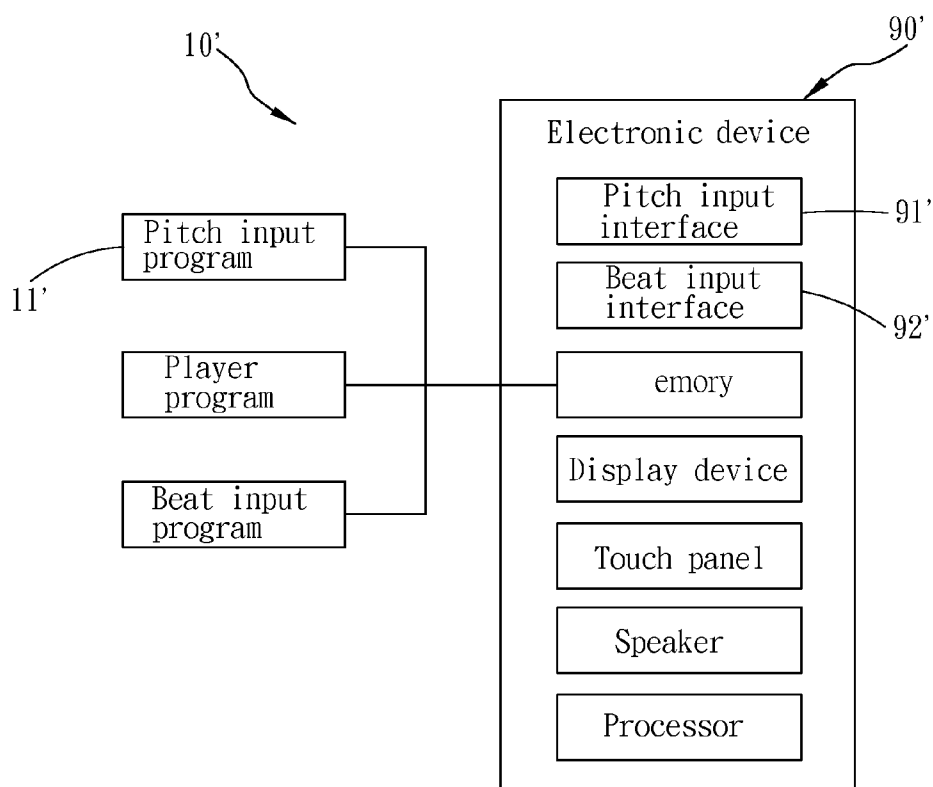 10'
90'
Electronic device
Pitch input
interface
91'
Pitch input
program
11'
Beat input
interface
92'
Player
program
emory
Display device
Beat input
program
Touch panel
Speaker
Processor